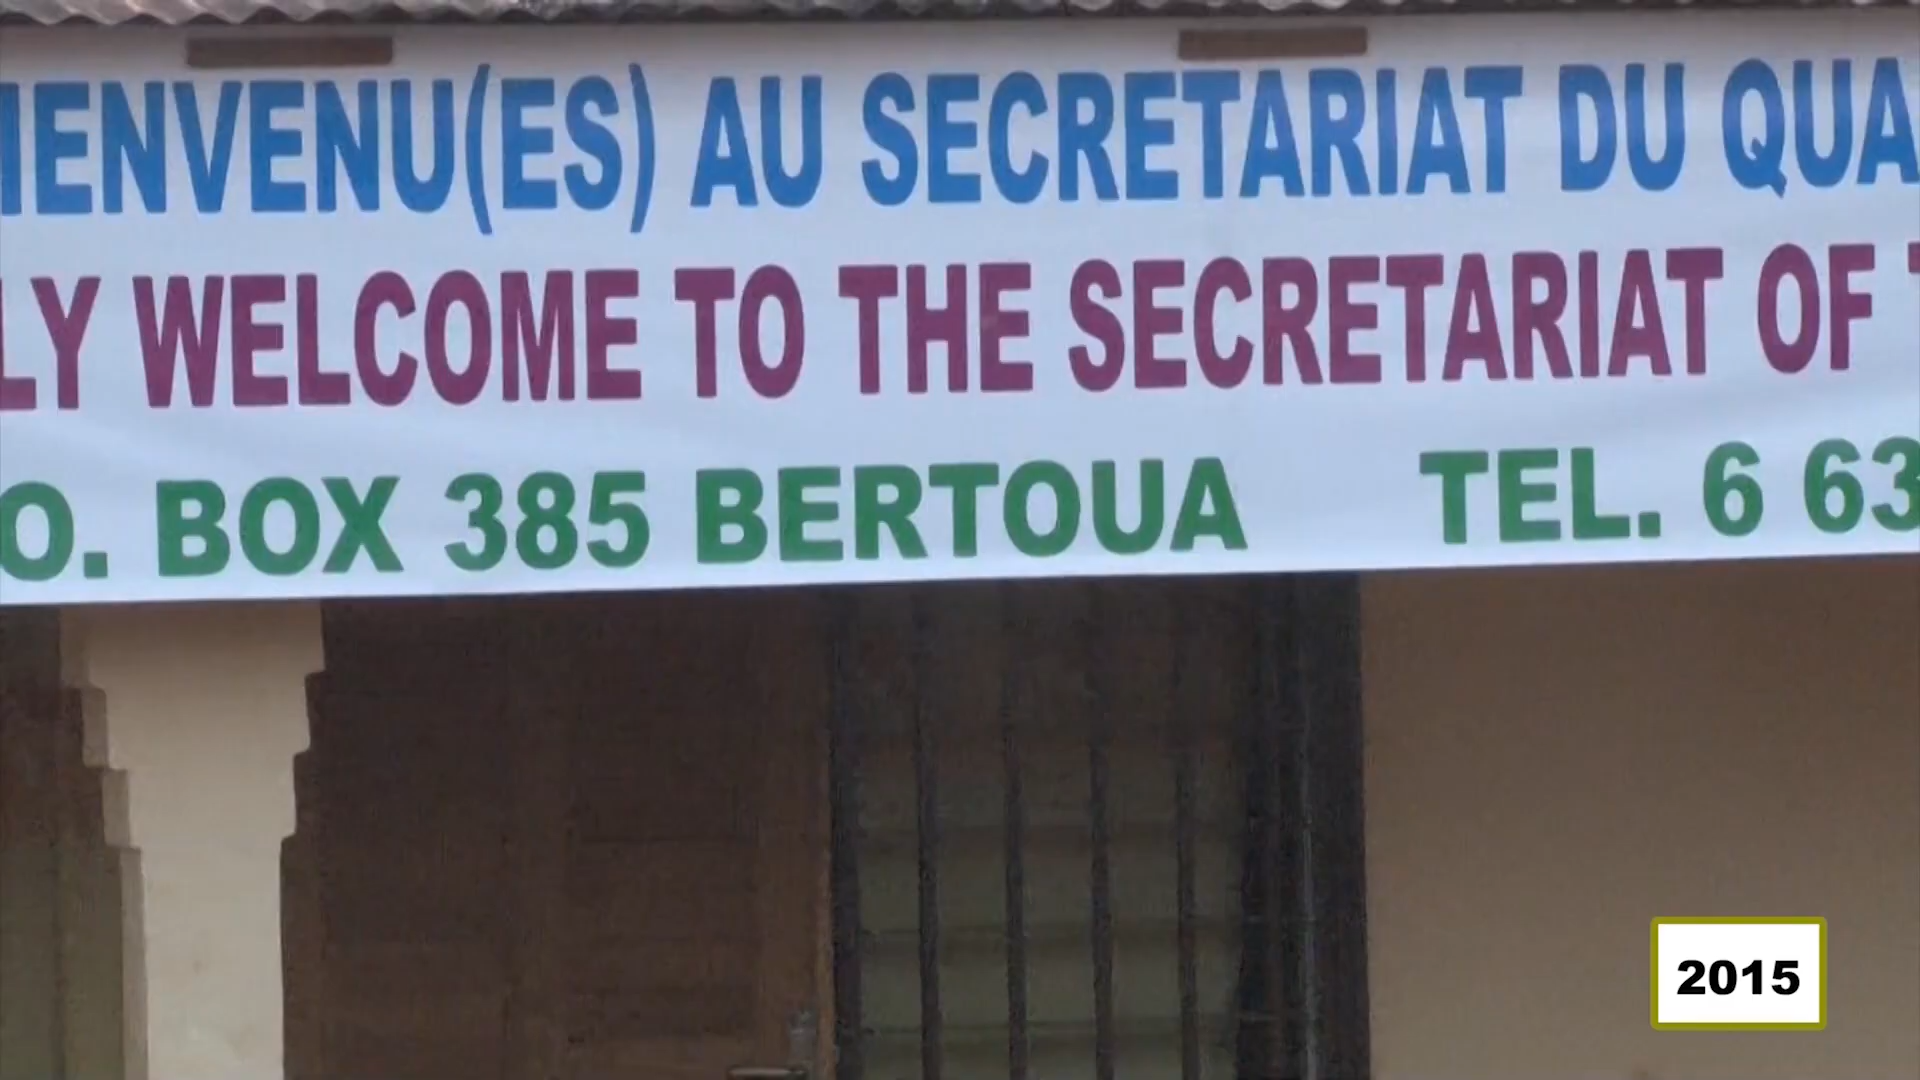 IENVENU(ES) AU SECRETARIAT DU QUA
LY WELCOME TO THE SECRETARIAT OF
O. BOX 385 BERTOUA TEL. 6 63
2015